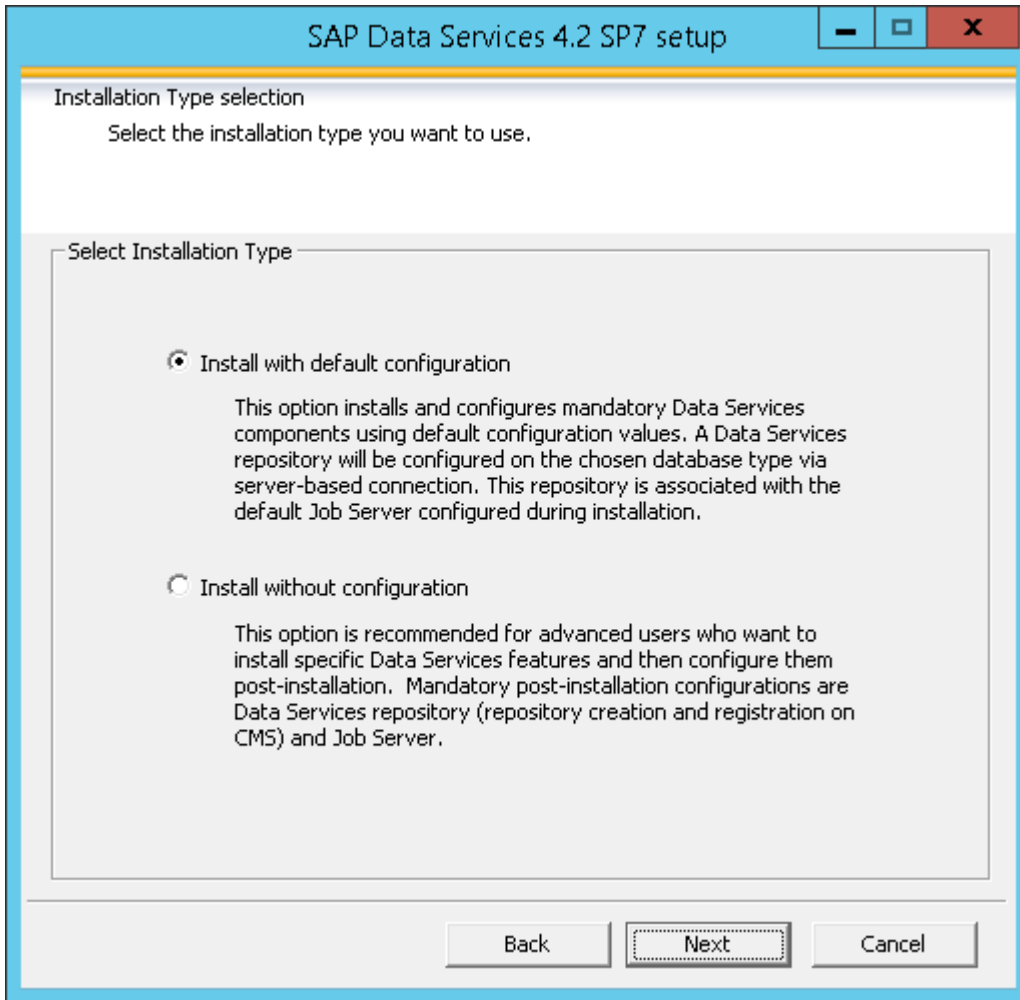 SAP Data Services 4.2 SP7 setup
Installation Type selection
Select the installation type you want to use.
Select Installation Type
Install with default configuration
This option installs and configures mandatory Data Services
components using default configuration values. A Data Services
repository will be configured on the chosen database type via
server-based connection. This repository is associated with the
default Job Server configured during installation.
Install without configuration
This option is recommended for advanced users who want to
install specific Data Services features and then configure them
post-installation.  Mandatory post-installation configurations are
Data Services repository (repository creation and registration on
CMS) and Job Server.
Back Next Cancel